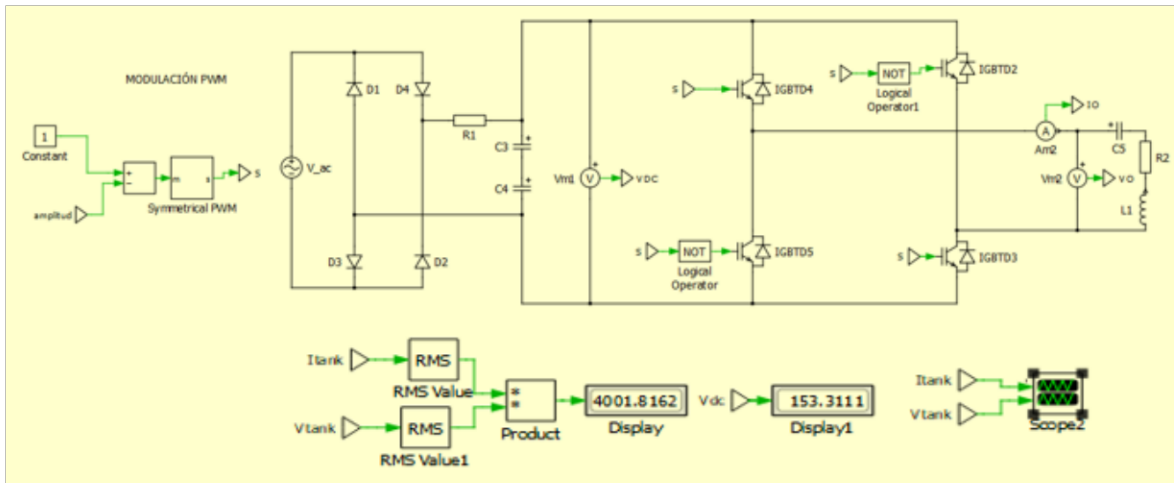 MODULACIÓN PWM
1
Constant
+
−
amplitud
m
s
Symmetrical PWM
s
V_ac
D1
D4
D3
D2
R1
C3
C4
Vm1
V
V DC
s
IGBTD4
s
NOT
Logical
Operator1
IGBTD2
s
NOT
Logical
Operator
IGBTD5
s
IGBTD3
A
Am2
IO
Vm2
V
VO
C5
R2
L1
Itank
RMS
RMS Value
Vtank
RMS
RMS Value1
*
*
Product
4001.8162
Display
Vdc
153.3111
Display1
Itank
Vtank
Scope2